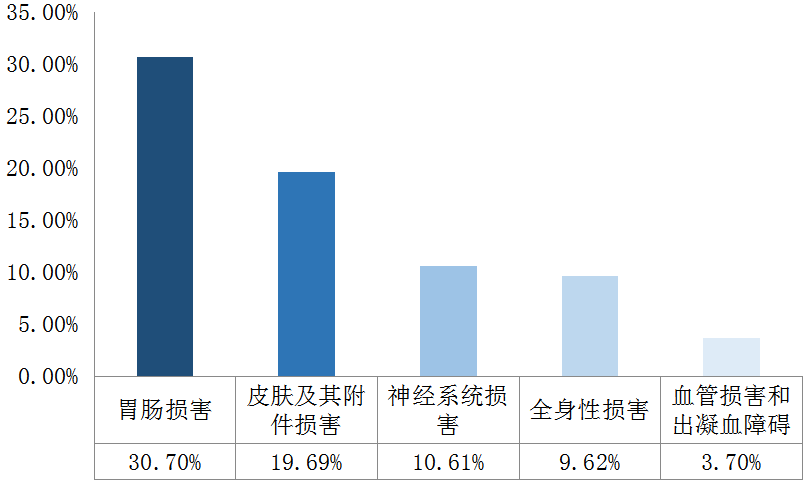 35.00%
30.00%
25.00%
20.00%
15.00%
10.00%
5.00%
0.00%
胃肠损害
皮肤及其附
件损害
神经系统损
害
全身性损害
血管损害和
出凝血障碍
30.70%
19.69%
10.61%
9.62%
3.70%